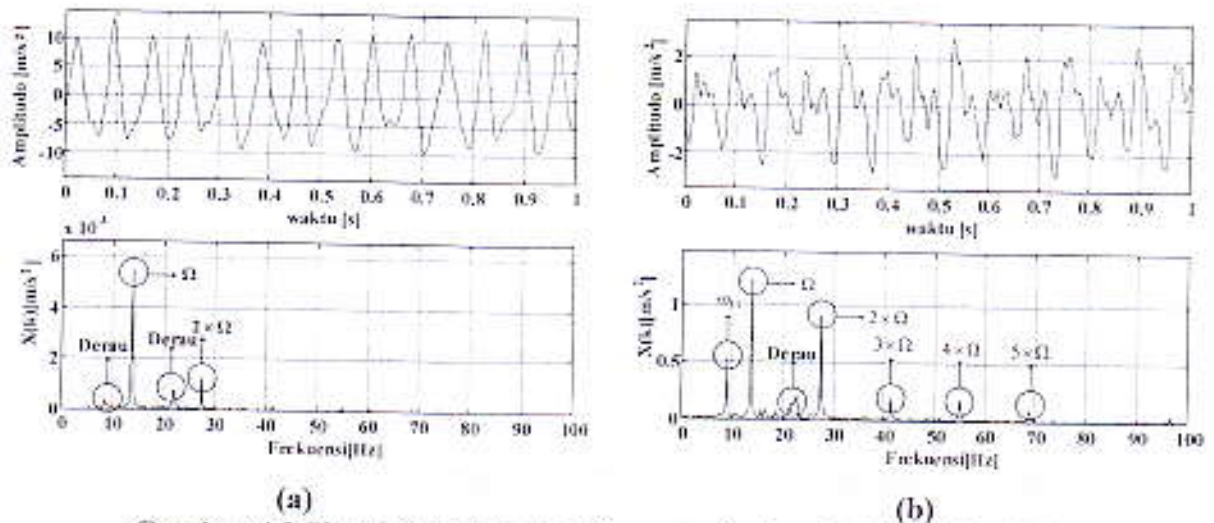 Amplitudo [m/s²]
10
5
0
-5
-10
0 0.1 0.2 0.3 0.4 0.5 0.6 0.7 0.8 0.9 1
waktu [s]
X(k)[m/s²]
6
4
2
0
Ω
Derau
Derau
2×Ω
0 10 20 30 40 50 60 70 80 90 100
Frekuensi[Hz]
(a)
Amplitudo [m/s²]
2
0
-2
0 0.1 0.2 0.3 0.4 0.5 0.6 0.7 0.8 0.9 1
waktu [s]
X(k)[m/s²]
1
0.5
0
Ω
2×Ω
Derau
3×Ω
4×Ω
5×Ω
0 10 20 30 40 50 60 70 80 90 100
Frekuensi[Hz]
(b)